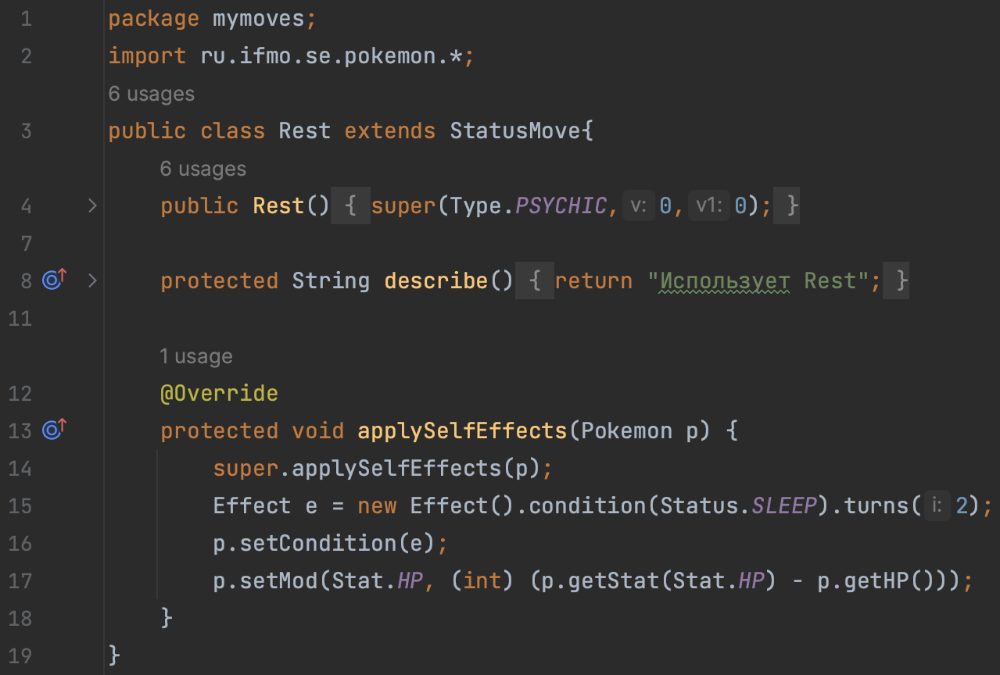 1 package mymoves;
2 import ru.ifmo.se.pokemon.*;
6 usages
3 public class Rest extends StatusMove{
6 usages
4 public Rest() { super(Type.PSYCHIC, v: 0, v1: 0); }
7
8 protected String describe() { return "Использует Rest"; }
11
1 usage
12 @Override
13 protected void applySelfEffects(Pokemon p) {
14 super.applySelfEffects(p);
15 Effect e = new Effect().condition(Status.SLEEP).turns( i: 2);
16 p.setCondition(e);
17 p.setMod(Stat.HP, (int) (p.getStat(Stat.HP) - p.getHP()));
18 }
19 }